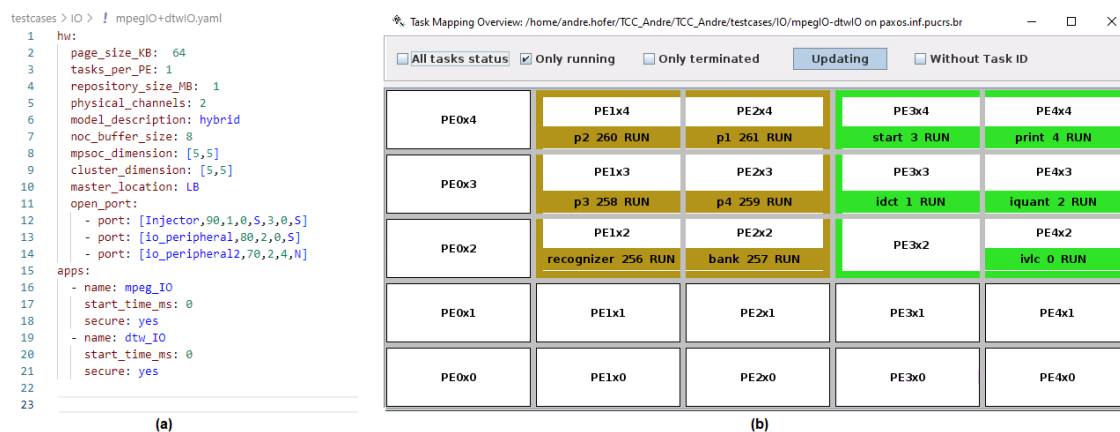 testcases > IO > ! mpegIO+dtwIO.yaml
1 hw:
2 page_size_KB: 64
3 tasks_per_PE: 1
4 repository_size_MB: 1
5 physical_channels: 2
6 model_description: hybrid
7 noc_buffer_size: 8
8 mpsoc_dimension: [5,5]
9 cluster_dimension: [5,5]
10 master_location: LB
11 open_port:
12 - port: [Injector,90,1,0,S,3,0,S]
13 - port: [io_peripheral,80,2,0,S]
14 - port: [io_peripheral2,70,2,4,N]
15 apps:
16 - name: mpeg_IO
17 start_time_ms: 0
18 secure: yes
19 - name: dtw_IO
20 start_time_ms: 0
21 secure: yes
22
23
(a)
Task Mapping Overview: /home/andre.hofer/TCC_Andre/TCC_Andre/testcases/IO/mpegIO-dtwIO on paxos.inf.pucrs.br
All tasks status Only running Only terminated Updating Without Task ID
PE0x4 PE1x4 PE2x4 PE3x4 PE4x4
p2 260 RUN p1 261 RUN start 3 RUN print 4 RUN
PE0x3 PE1x3 PE2x3 PE3x3 PE4x3
p3 258 RUN p4 259 RUN idct 1 RUN iquant 2 RUN
PE0x2 PE1x2 PE2x2 PE3x2 PE4x2
recognizer 256 RUN bank 257 RUN ivlc 0 RUN
PE0x1 PE1x1 PE2x1 PE3x1 PE4x1
PE0x0 PE1x0 PE2x0 PE3x0 PE4x0
(b)